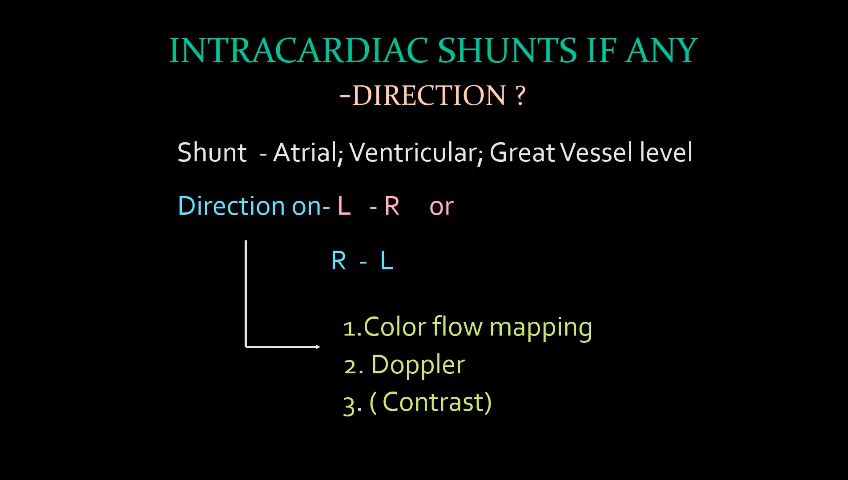 INTRACARDIAC SHUNTS IF ANY
-DIRECTION ?
Shunt - Atrial; Ventricular; Great Vessel level
Direction on- L - R or
R - L
1.Color flow mapping
2. Doppler
3. ( Contrast)